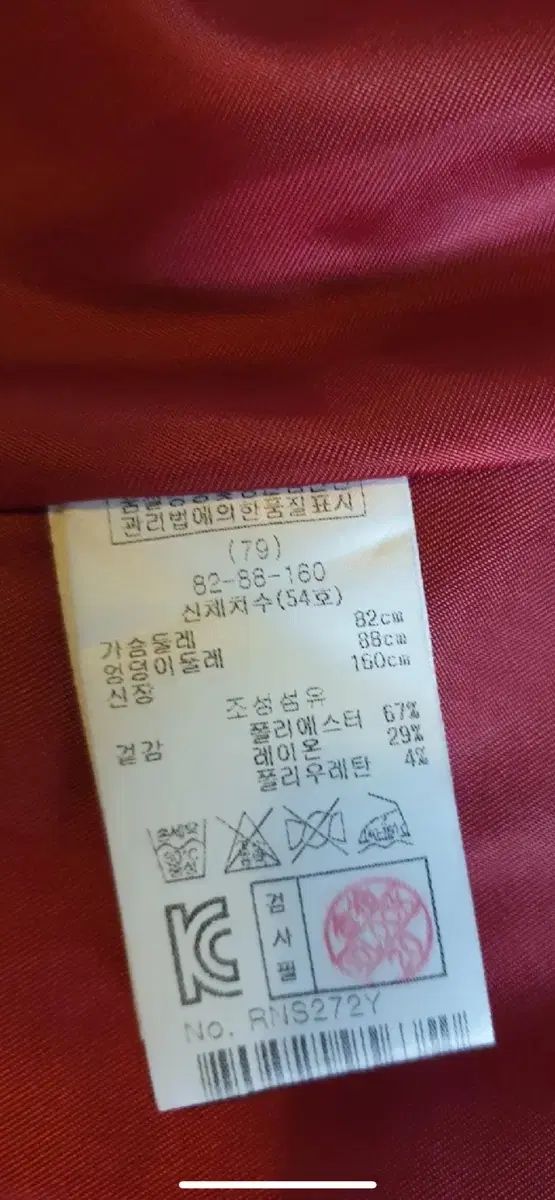 관리법에의한품질표시
(79)
82-88-160
신체치수(54호)
가슴둘레 82cm
엉덩이둘레 88cm
신장 160cm
조성섬유
겉감 폴리에스터 67%
레이온 29%
폴리우레탄 4%
검사필
No. RNS272Y